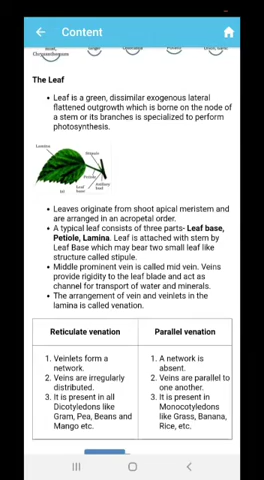 Content
Chrysanthemum
The Leaf
• Leaf is a green, dissimilar exogenous lateral
flattened outgrowth which is borne on the node of
a stem or its branches is specialized to perform
photosynthesis.
Lamina
Stipule
Petiole
Axillary
bud
Leaf
base
• Leaves originate from shoot apical meristem and
are arranged in an acropetal order.
• A typical leaf consists of three parts- Leaf base,
Petiole, Lamina. Leaf is attached with stem by
Leaf Base which may bear two small leaf like
structure called stipule.
• Middle prominent vein is called mid vein. Veins
provide rigidity to the leaf blade and act as
channel for transport of water and minerals.
• The arrangement of vein and veinlets in the
lamina is called venation.
Reticulate venation
Parallel venation
1. Veinlets form a
network.
2. Veins are irregularly
distributed.
3. It is present in all
Dicotyledons like
Gram, Pea, Beans and
Mango etc.
1. A network is
absent.
2. Veins are parallel to
one another.
3. It is present in
Monocotyledons
like Grass, Banana,
Rice, etc.